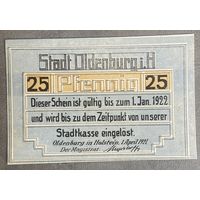 Stadt Oldenburg i.H
25 Pfennig 25
Dieser Schein ist gültig bis zum 1. Jan. 1922
und wird bis zu dem Zeitpunkt von unserer
Stadtkasse eingelöst.
Oldenburg in Holstein, 1. April 1921
Der Magistrat: